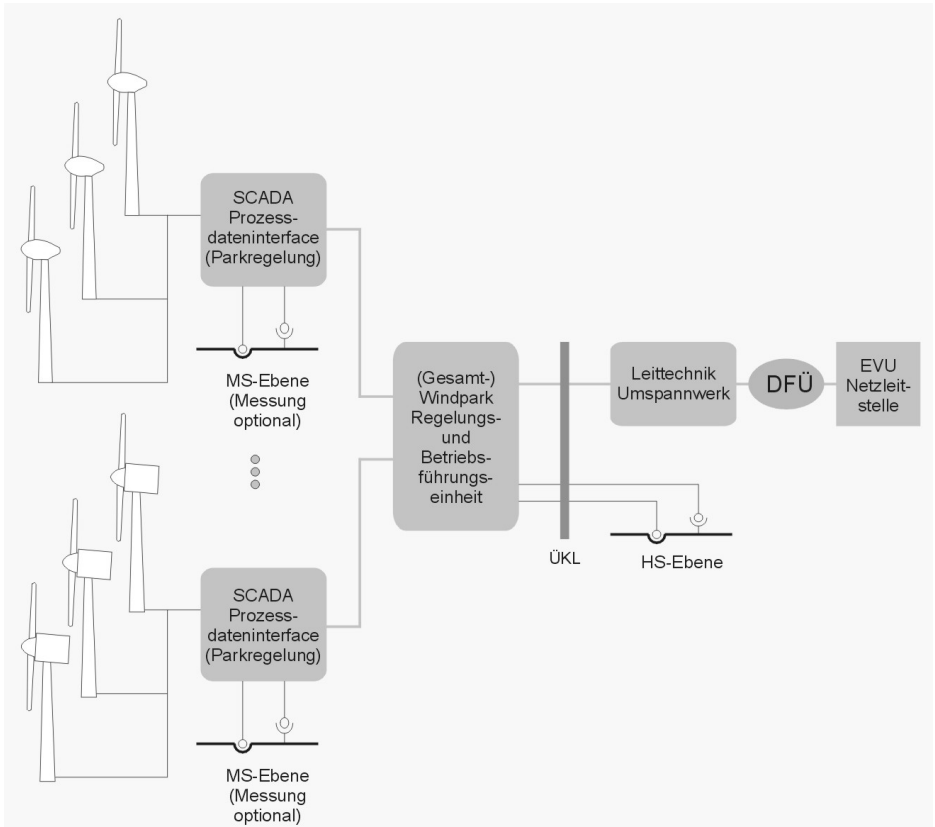 SCADA
Prozess-
dateninterface
(Parkregelung)
MS-Ebene
(Messung
optional)
(Gesamt-)
Windpark
Regelungs-
und
Betriebs-
führungs-
einheit
ÜKL
Leittechnik
Umspannwerk
DFÜ
EVU
Netzleit-
stelle
HS-Ebene
SCADA
Prozess-
dateninterface
(Parkregelung)
MS-Ebene
(Messung
optional)